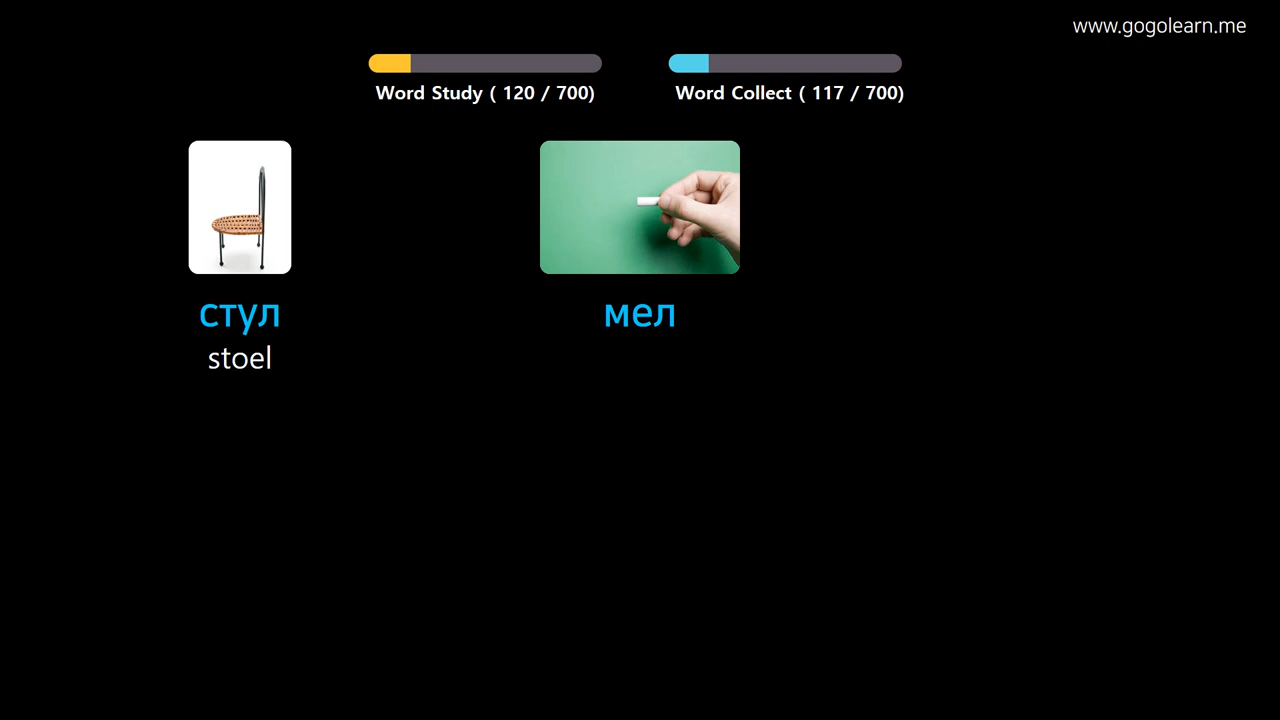 www.gogolearn.me
Word Study ( 120 / 700)
Word Collect ( 117 / 700)
стул
stoel
мел